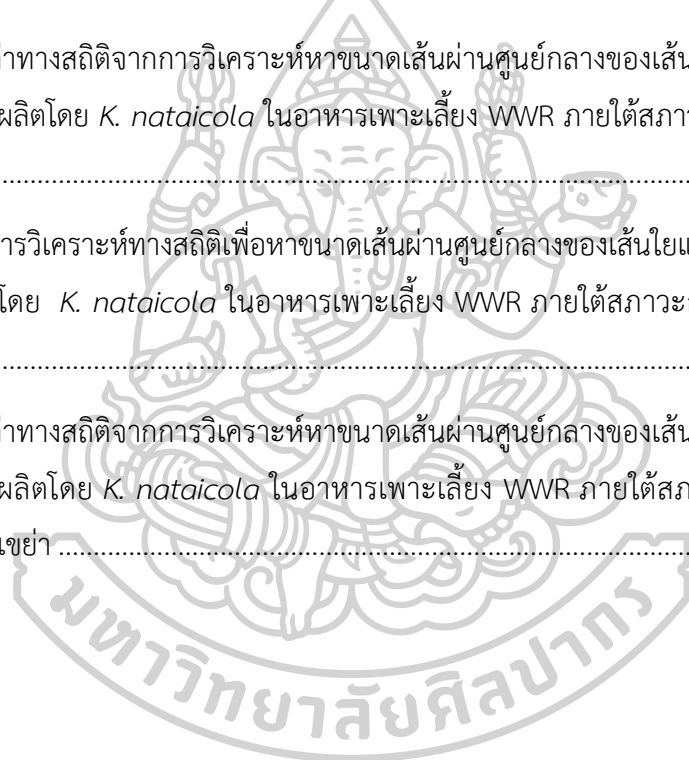 าทางสถิติจากการวิเคราะห์หาขนาดเส้นผ่านศูนย์กลางของเส้น
ผลิตโดย K. nataicola ในอาหารเพาะเลี้ยง WWR ภายใต้สภา
................................................................................
ารวิเคราะห์ทางสถิติเพื่อหาขนาดเส้นผ่านศูนย์กลางของเส้นใยแ
โดย K. nataicola ในอาหารเพาะเลี้ยง WWR ภายใต้สภาวะ
................................................................................
าทางสถิติจากการวิเคราะห์หาขนาดเส้นผ่านศูนย์กลางของเส้น
ผลิตโดย K. nataicola ในอาหารเพาะเลี้ยง WWR ภายใต้สภ
เขย่า ................................................................................
มหาวิทยาลัยศิลปากร